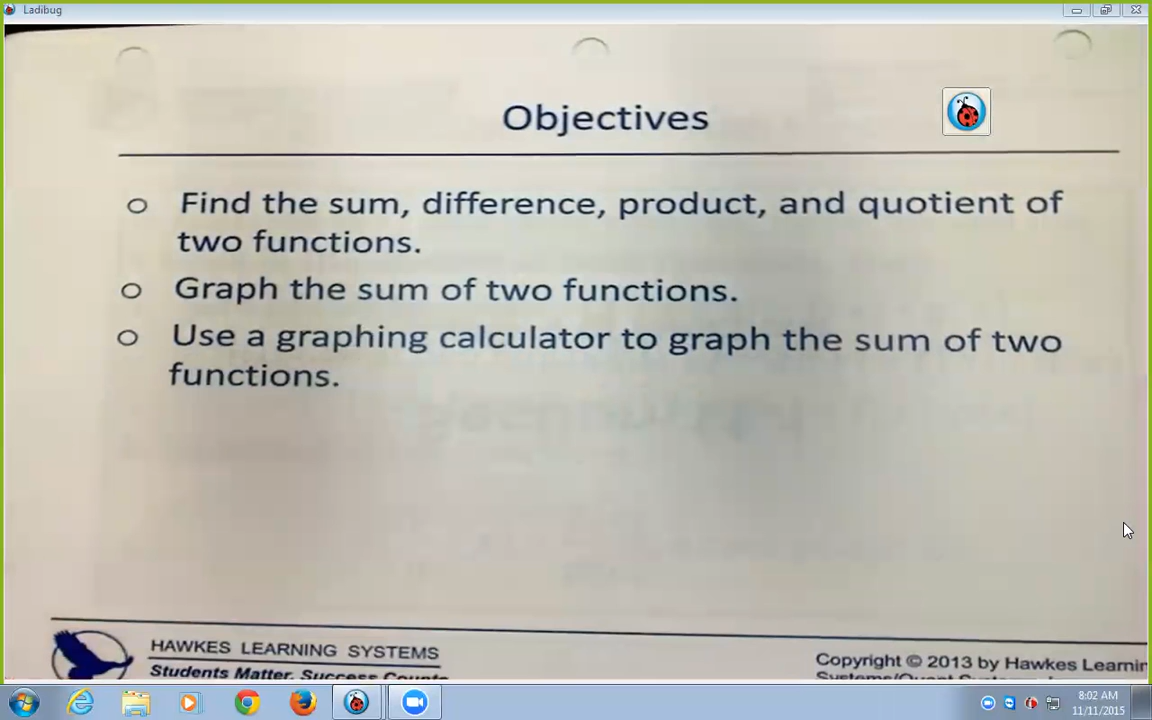 Ladibug
Objectives
o Find the sum, difference, product, and quotient of
two functions.
o Graph the sum of two functions.
o Use a graphing calculator to graph the sum of two
functions.
HAWKES LEARNING SYSTEMS
Students Matter. Success
Copyright © 2013 by Hawkes Learnin
8:02 AM
11/11/2015